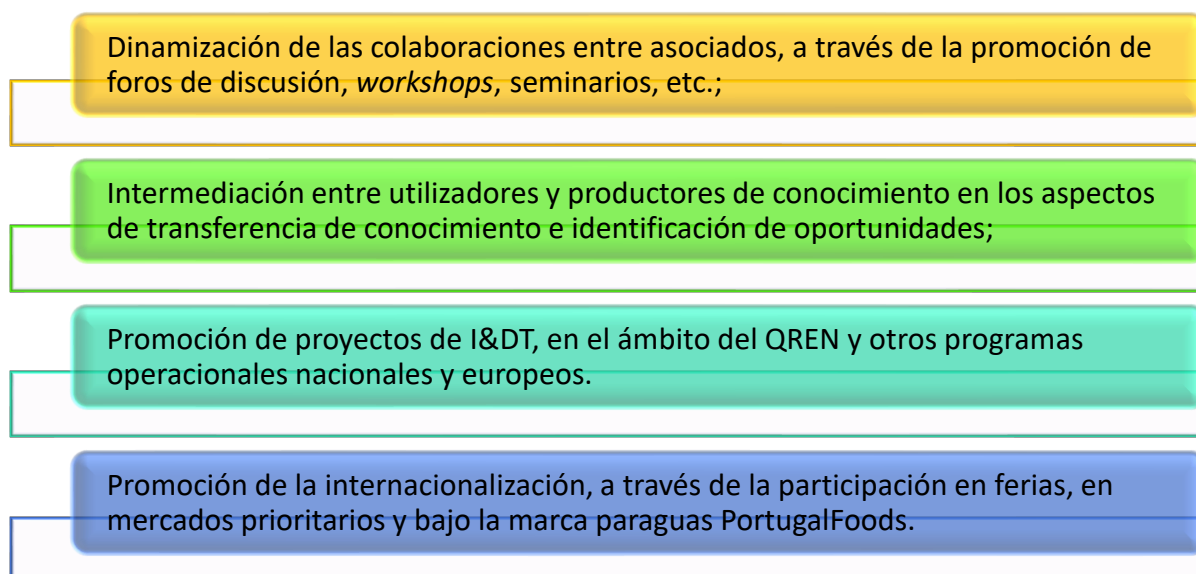 Dinamización de las colaboraciones entre asociados, a través de la promoción de
foros de discusión, workshops, seminarios, etc.;
Intermediación entre utilizadores y productores de conocimiento en los aspectos
de transferencia de conocimiento e identificación de oportunidades;
Promoción de proyectos de I&DT, en el ámbito del QREN y otros programas
operacionales nacionales y europeos.
Promoción de la internacionalización, a través de la participación en ferias, en
mercados prioritarios y bajo la marca paraguas PortugalFoods.